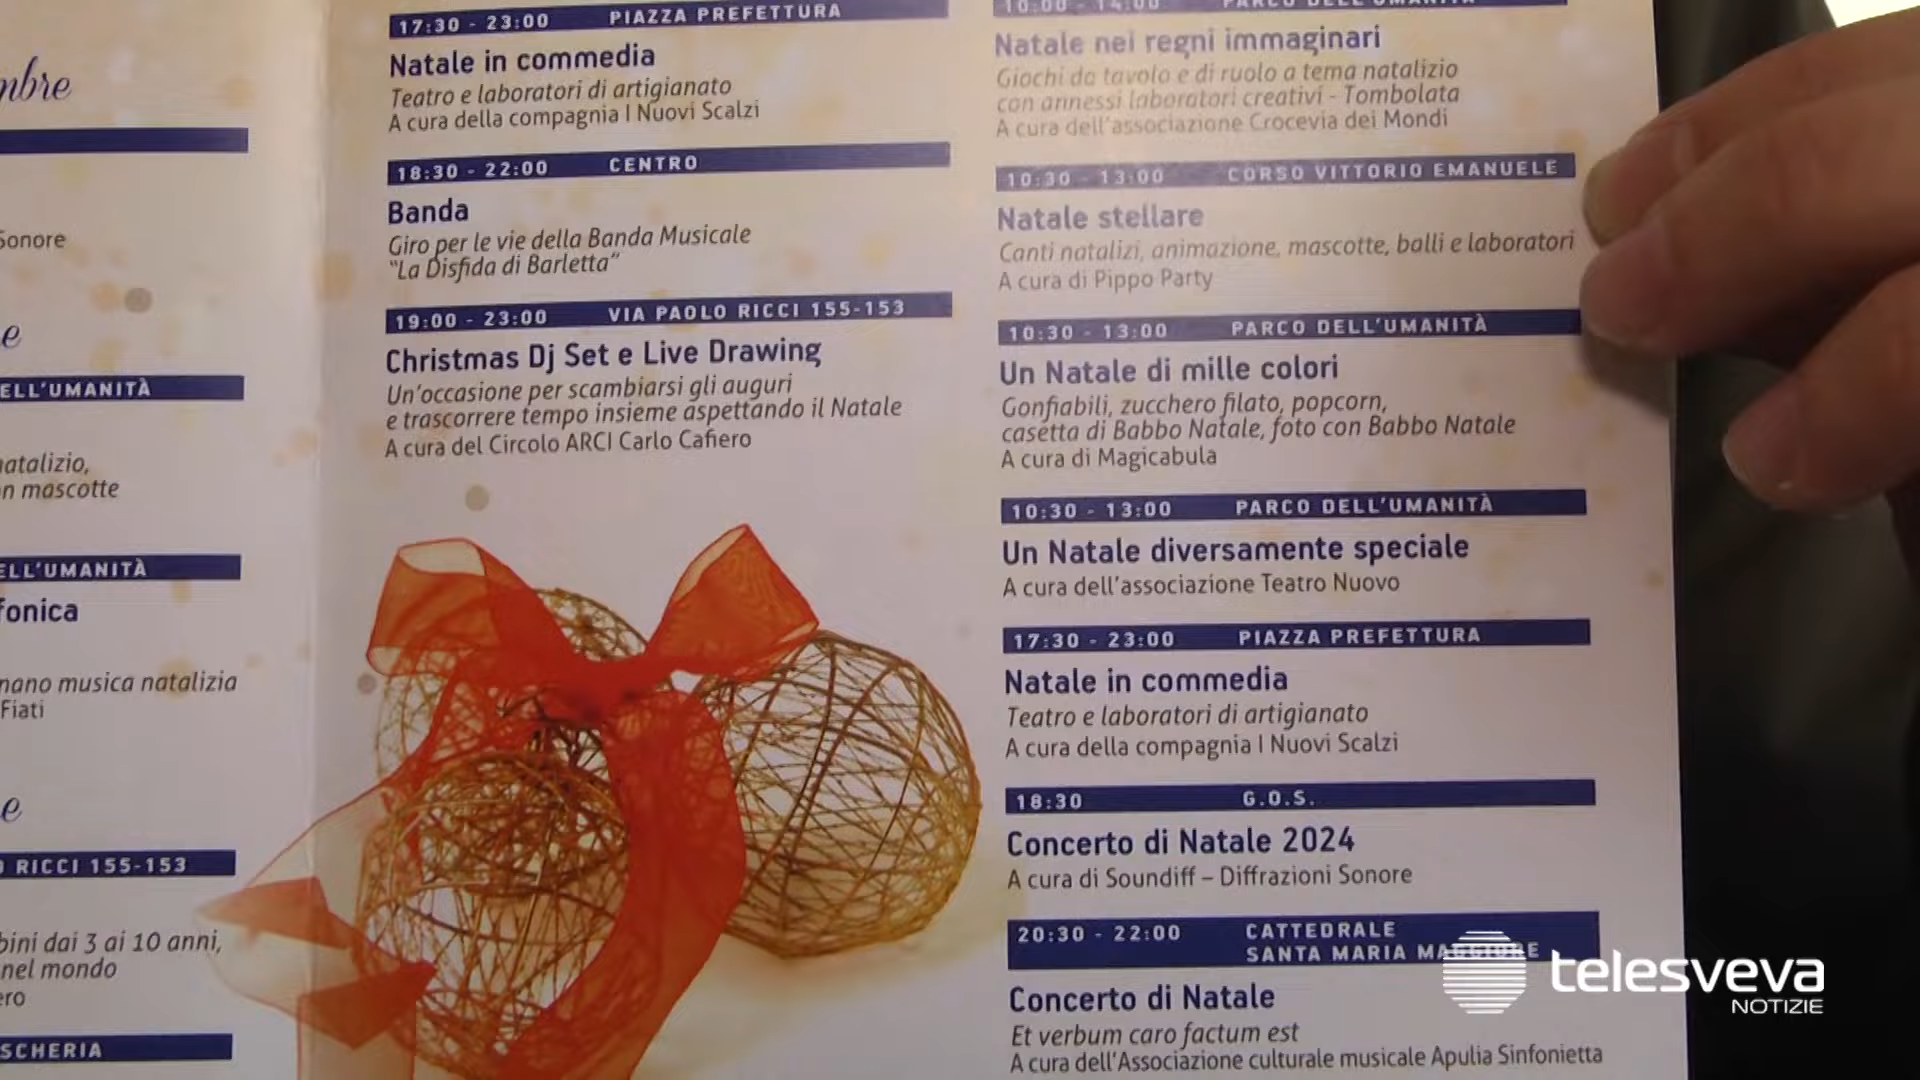 mbre
Sonore
e
ELL'UMANITÀ
natalizio,
n mascotte
ELL'UMANITÀ
fonica
nano musica natalizia
Fiati
e
RICCI 155-153
bini dai 3 ai 10 anni,
nel mondo
ero
SCHERIA
17:30 - 23:00 PIAZZA PREFETTURA
Natale in commedia
Teatro e laboratori di artigianato
A cura della compagnia I Nuovi Scalzi
18:30 - 22:00 CENTRO
Banda
Giro per le vie della Banda Musicale
"La Disfida di Barletta"
19:00 - 23:00 VIA PAOLO RICCI 155-153
Christmas Dj Set e Live Drawing
Un'occasione per scambiarsi gli auguri
e trascorrere tempo insieme aspettando il Natale
A cura del Circolo ARCI Carlo Cafiero
10:00 - 14:00 PARCO DELL'UMANITÀ
Natale nei regni immaginari
Giochi da tavolo e di ruolo a tema natalizio
con annessi laboratori creativi - Tombolata
A cura dell'associazione Crocevia dei Mondi
10:30 - 13:00 CORSO VITTORIO EMANUELE
Natale stellare
Canti natalizi, animazione, mascotte, balli e laboratori
A cura di Pippo Party
10:30 - 13:00 PARCO DELL'UMANITÀ
Un Natale di mille colori
Gonfiabili, zucchero filato, popcorn,
casetta di Babbo Natale, foto con Babbo Natale
A cura di Magicabula
10:30 - 13:00 PARCO DELL'UMANITÀ
Un Natale diversamente speciale
A cura dell'associazione Teatro Nuovo
17:30 - 23:00 PIAZZA PREFETTURA
Natale in commedia
Teatro e laboratori di artigianato
A cura della compagnia I Nuovi Scalzi
18:30 G.O.S.
Concerto di Natale 2024
A cura di Soundiff – Diffrazioni Sonore
20:30 - 22:00 CATTEDRALE
SANTA MARIA MAGGIORE
Concerto di Natale
Et verbum caro factum est
A cura dell'Associazione culturale musicale Apulia Sinfonietta
telesveva
NOTIZIE